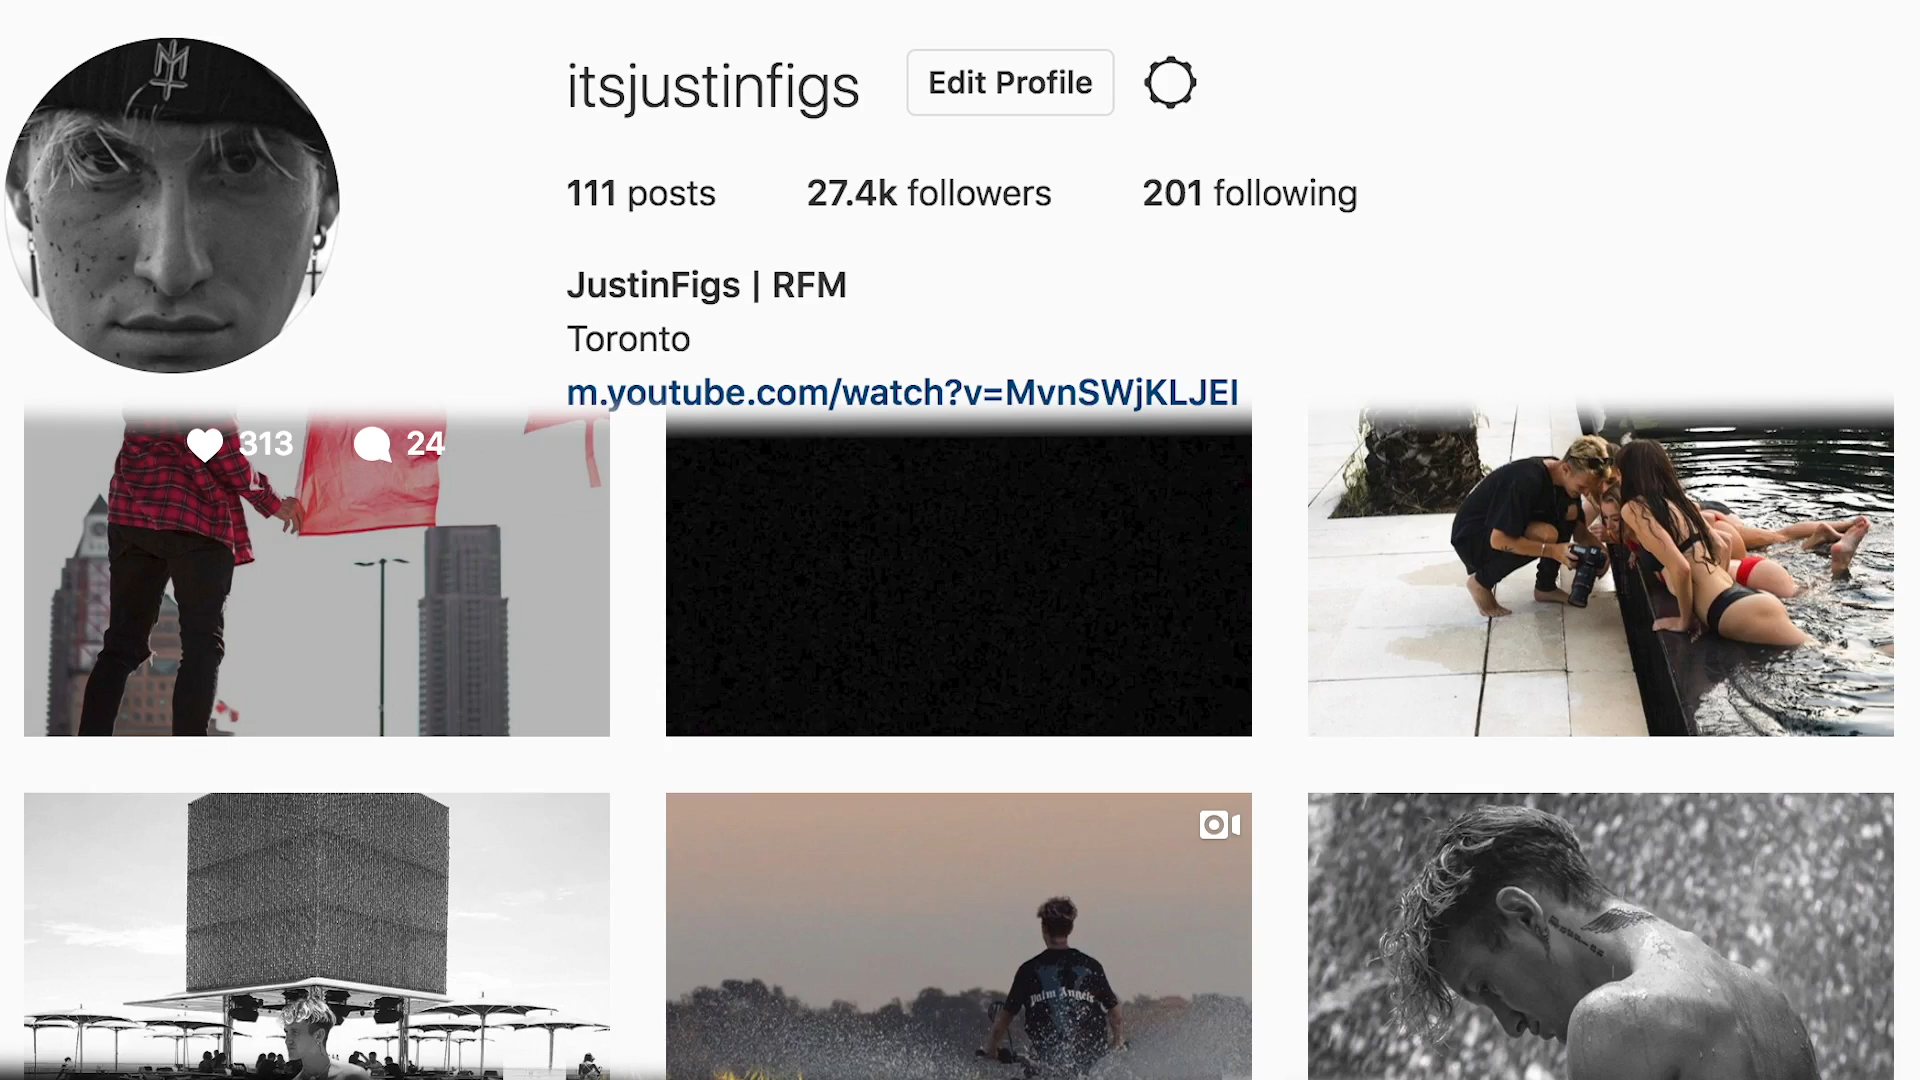 itsjustinfigs Edit Profile
111 posts 27.4k followers 201 following
JustinFigs | RFM
Toronto
m.youtube.com/watch?v=MvnSWjKLJEI
313 24
Palm Angels